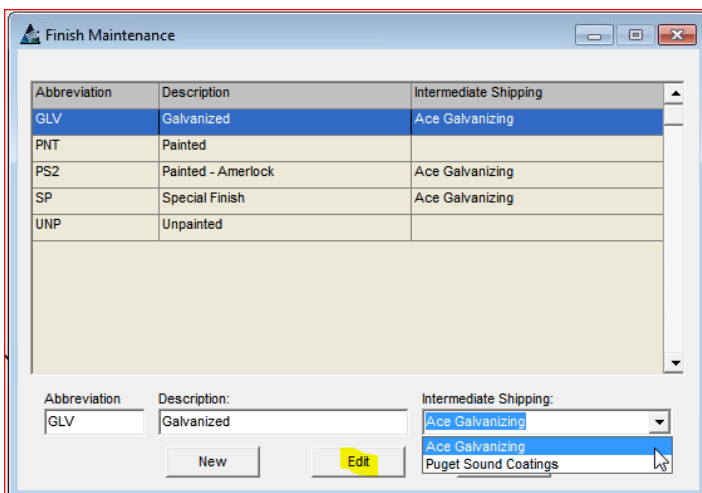 Finish Maintenance
Abbreviation Description Intermediate Shipping
GLV Galvanized Ace Galvanizing
PNT Painted
PS2 Painted - Amerlock Ace Galvanizing
SP Special Finish Ace Galvanizing
UNP Unpainted
Abbreviation Description: Intermediate Shipping:
GLV Galvanized Ace Galvanizing
Ace Galvanizing
New Edit Puget Sound Coatings